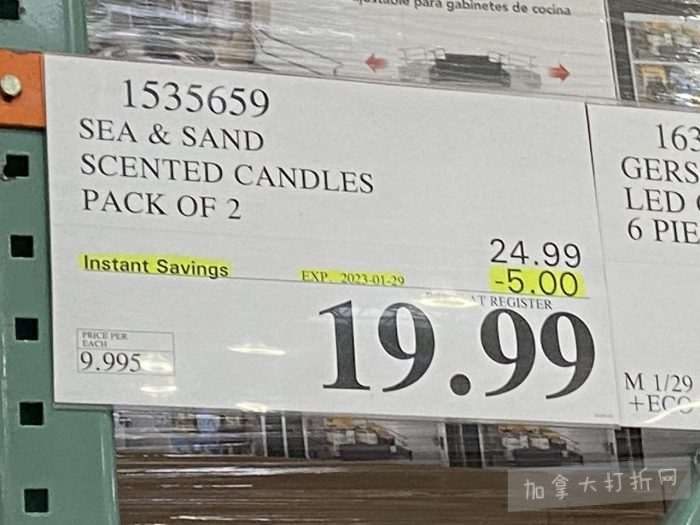 para gabinetes de cocina
1535659
SEA & SAND
SCENTED CANDLES
PACK OF 2
24.99
Instant Savings
EXP. 2023-01-29
-5.00
AT REGISTER
19.99
PRICE PER
EACH
9.995
163
GERS
LED
6 PIE
M 1/29
+ECO
加拿大打折网